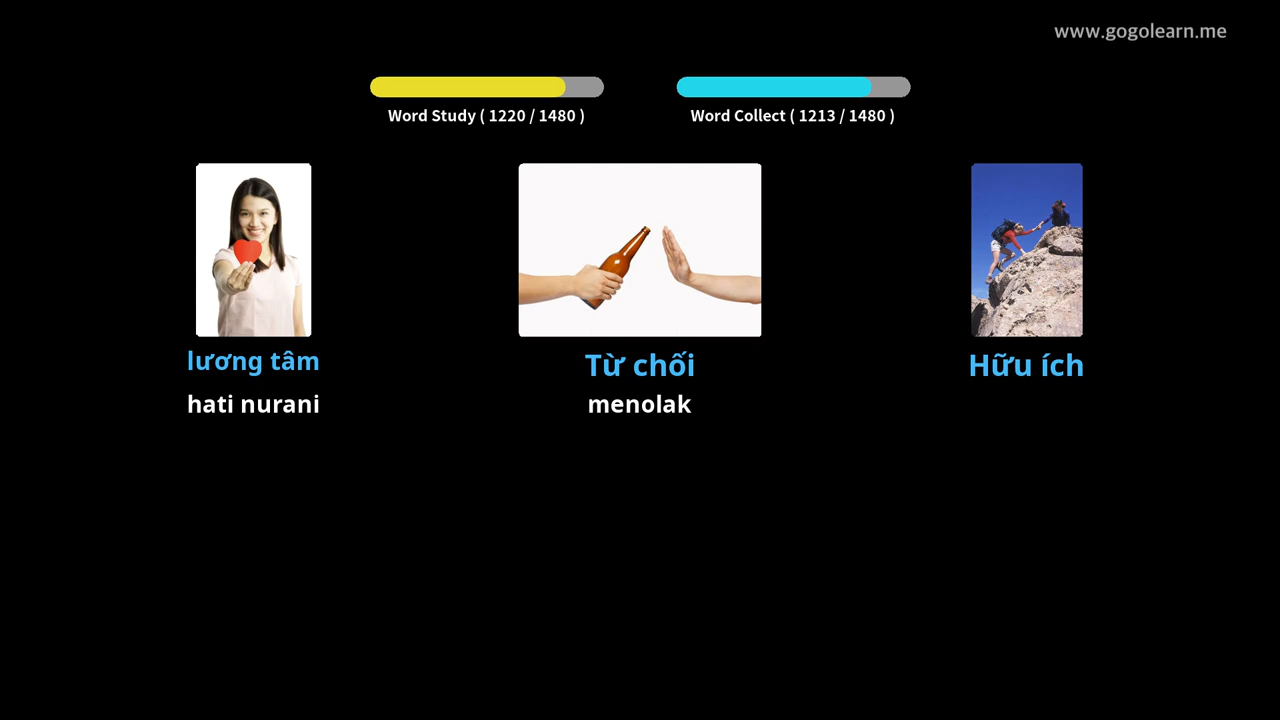 www.gogolearn.me
Word Study ( 1220 / 1480 )
Word Collect ( 1213 / 1480 )
lương tâm
Từ chối
Hữu ích
hati nurani
menolak